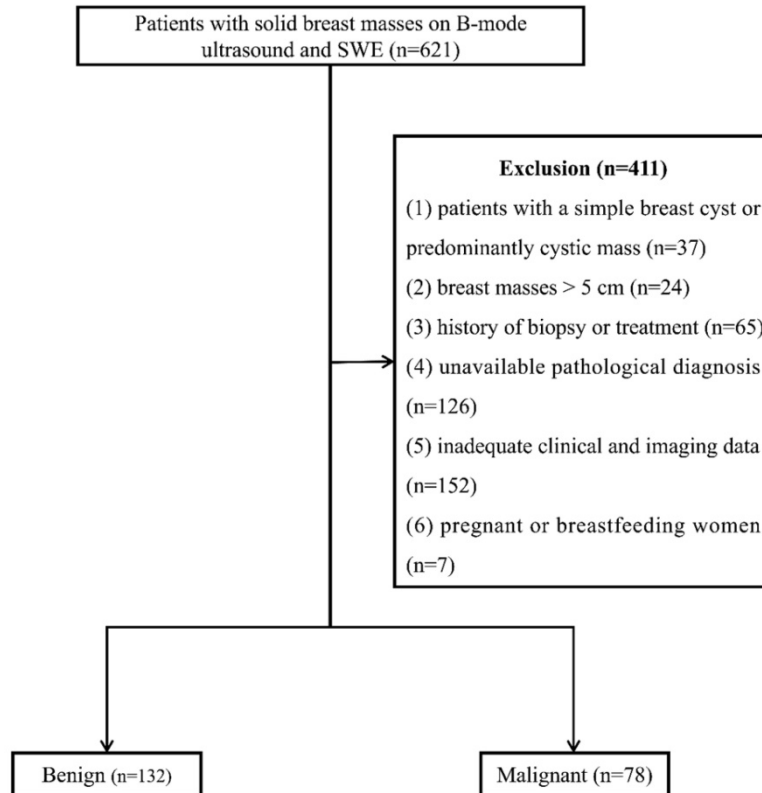 Patients with solid breast masses on B-mode
ultrasound and SWE (n=621)
Exclusion (n=411)
(1) patients with a simple breast cyst or
predominantly cystic mass (n=37)
(2) breast masses > 5 cm (n=24)
(3) history of biopsy or treatment (n=65)
(4) unavailable pathological diagnosis
(n=126)
(5) inadequate clinical and imaging data
(n=152)
(6) pregnant or breastfeeding women
(n=7)
Benign (n=132)
Malignant (n=78)